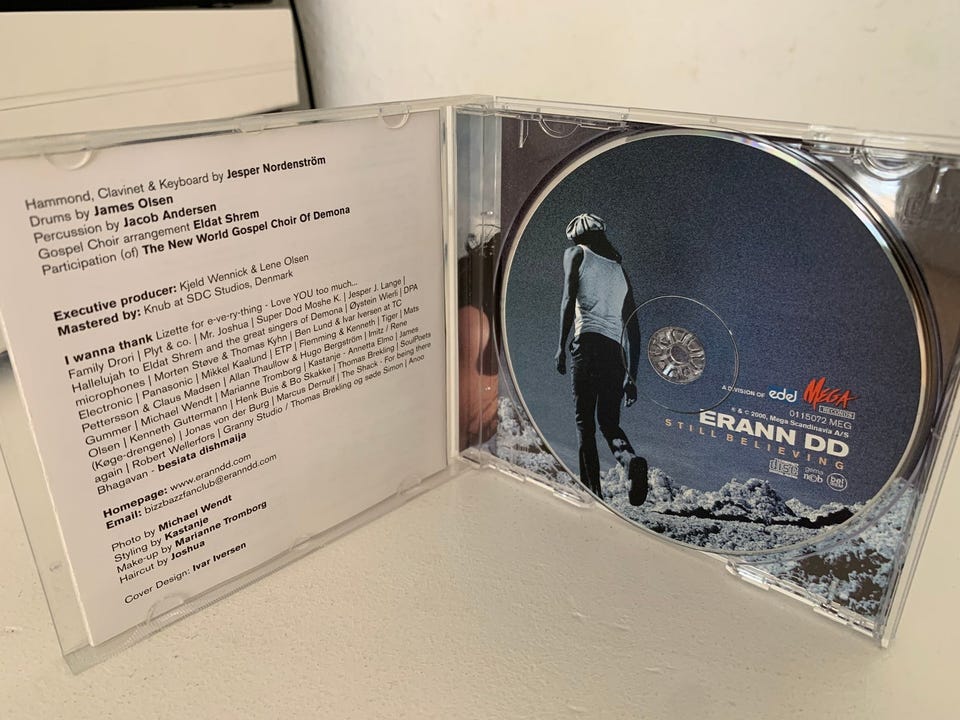 Hammond, Clavinet & Keyboard by Jesper Nordenström
Drums by James Olsen
Percussion by Jacob Andersen
Gospel Choir arrangement Eldat Shrem
Participation (of) The New World Gospel Choir Of Demona
Executive producer: Kjeld Wennick & Lene Olsen
Mastered by: Knub at SDC Studios, Denmark
I wanna thank Lizette for e-ve-ry-thing - Love YOU too much...
Family Drori | Plyt & co. | Mr. Joshua | Super Dod Moshe K. | Jesper J. Lange |
Hallelujah to Eldat Shrem and the great singers of Demona | Øystein Wierli | DPA
microphones | Morten Støve & Thomas Kyhn | Ben Lund & Ivar Iversen at TC
Electronic | Panasonic | Mikkel Kaalund | ETP | Flemming & Kenneth | Tiger | Mats
Pettersson & Claus Madsen | Allan Thaullow & Hugo Bergström | Imitz / Rene
Gummer | Michael Wendt | Marianne Tromborg | Kastanje - Annetta Elmo | James
Olsen | Kenneth Guttermann | Henk Buis & Bo Skakke | Thomas Brekling | SoulPoets
(Køge-drengene) | Jonas von der Burg | Marcus Dernulf | The Shack - For being there
again | Robert Wellerfors | Granny Studio / Thomas Brekling og søde Simon | Anoo
Bhagavan - besiata dishmaija
Homepage: www.eranndd.com
Email: bizzbazzfanclub@eranndd.com
Photo by Michael Wendt
Styling by Kastanje
Make-up by Marianne Tromborg
Haircut by Joshua
Cover Design: Ivar Iversen
A DIVISION OF edel MEGA RECORDS
0115072 MEG
℗ & © 2000, Mega Scandinavia A/S
ERANN DD
STILL BELIEVING
disc gema ncb